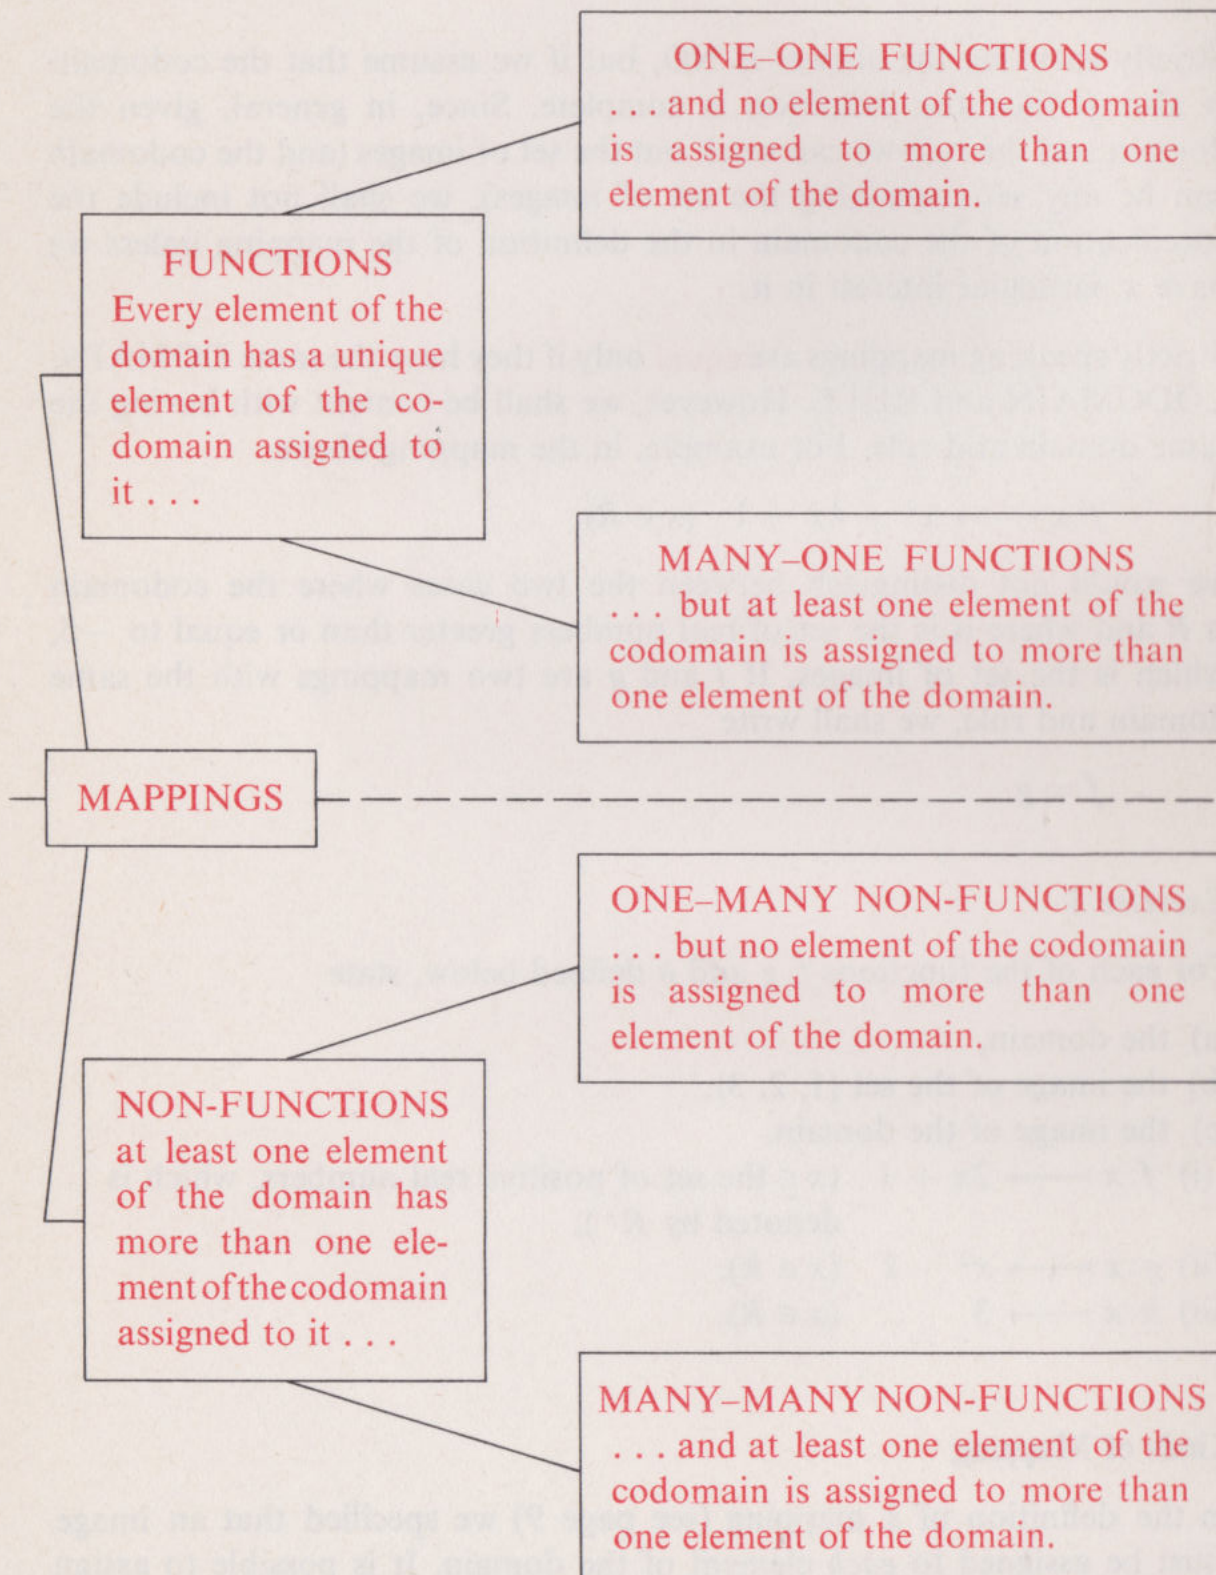 ONE–ONE FUNCTIONS
. . . and no element of the codomain
is assigned to more than one
element of the domain.
FUNCTIONS
Every element of the
domain has a unique
element of the co-
domain assigned to
it . . .
MANY–ONE FUNCTIONS
. . . but at least one element of the
codomain is assigned to more than
one element of the domain.
MAPPINGS
ONE–MANY NON-FUNCTIONS
. . . but no element of the codomain
is assigned to more than one
element of the domain.
NON-FUNCTIONS
at least one element
of the domain has
more than one ele-
ment of the codomain
assigned to it . . .
MANY–MANY NON-FUNCTIONS
. . . and at least one element of the
codomain is assigned to more than
one element of the domain.